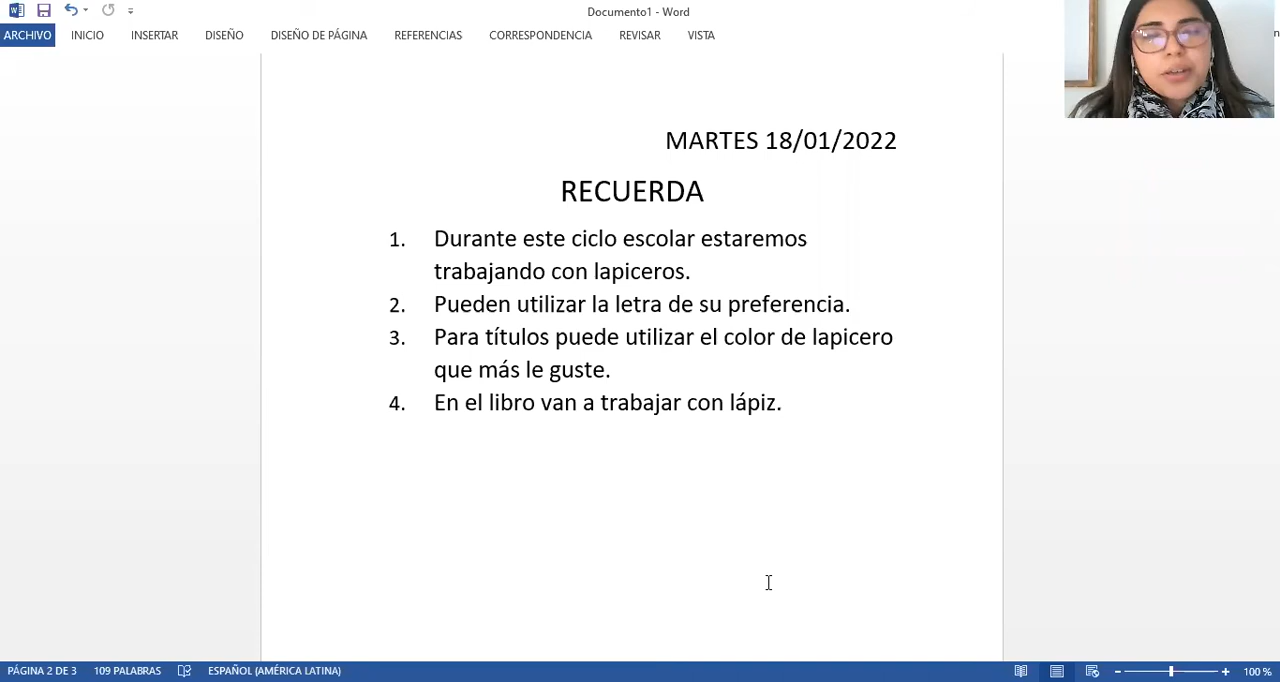 Documento1 - Word
ARCHIVO INICIO INSERTAR DISEÑO DISEÑO DE PÁGINA REFERENCIAS CORRESPONDENCIA REVISAR VISTA
MARTES 18/01/2022
RECUERDA
1. Durante este ciclo escolar estaremos
trabajando con lapiceros.
2. Pueden utilizar la letra de su preferencia.
3. Para títulos puede utilizar el color de lapicero
que más le guste.
4. En el libro van a trabajar con lápiz.
PÁGINA 2 DE 3 109 PALABRAS ESPAÑOL (AMÉRICA LATINA) 100 %